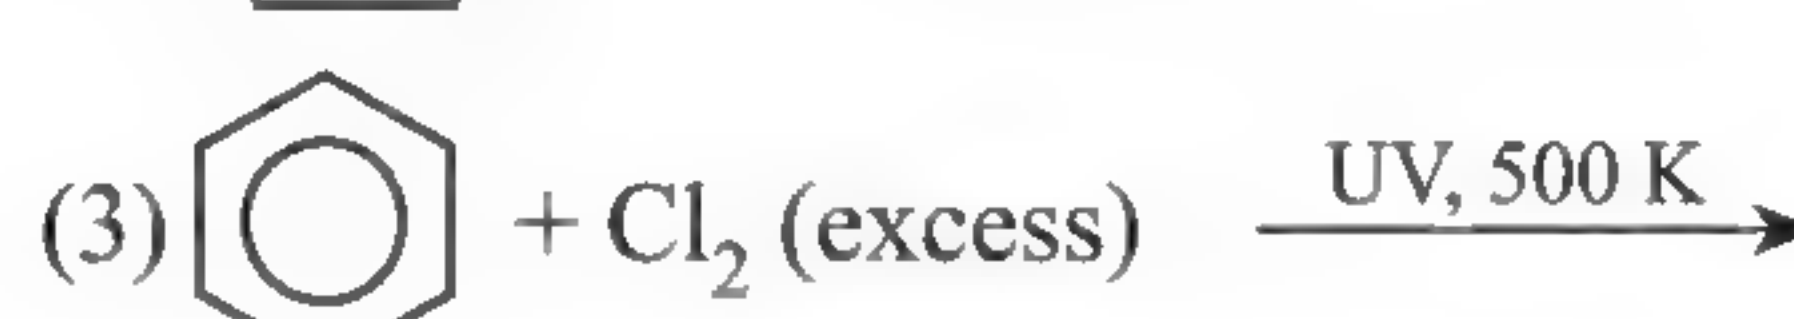 UV, 500 K
(3) + Cl₂ (excess)